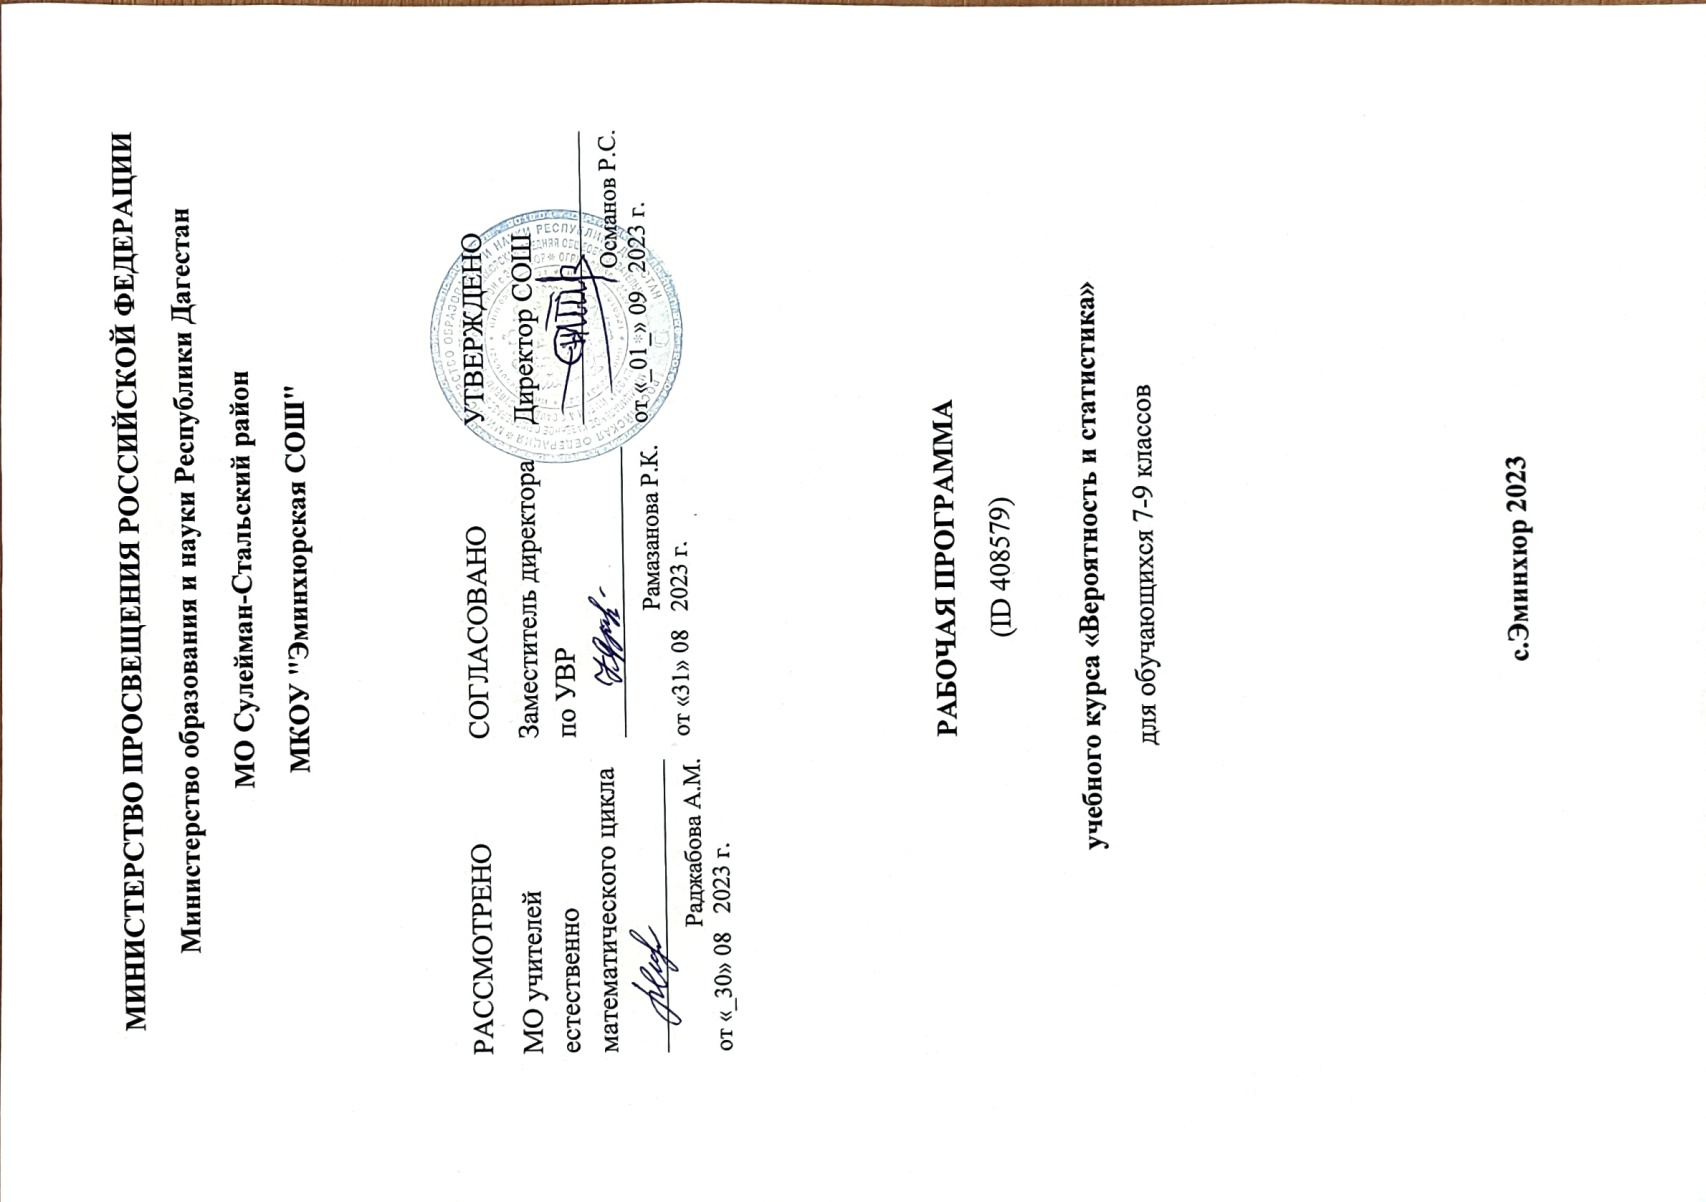 МИНИСТЕРСТВО ПРОСВЕЩЕНИЯ РОССИЙСКОЙ ФЕДЕРАЦИИ
Министерство образования и науки Республики Дагестан
МО Сулейман-Стальский район
МКОУ "Эминхюрская СОШ"
РАССМОТРЕНО
МО учителей
естественно
математического цикла
Раджабова А.М.
от «_30» 08 2023 г.
СОГЛАСОВАНО
Заместитель директора
по УВР
Рамазанова Р.К.
от «31» 08 2023 г.
УТВЕРЖДЕНО
Директор СОШ
Османов Р.С.
от «_01_» 09 2023 г.
РАБОЧАЯ ПРОГРАММА
(ID 408579)
учебного курса «Вероятность и статистика»
для обучающихся 7-9 классов
с.Эминхюр 2023